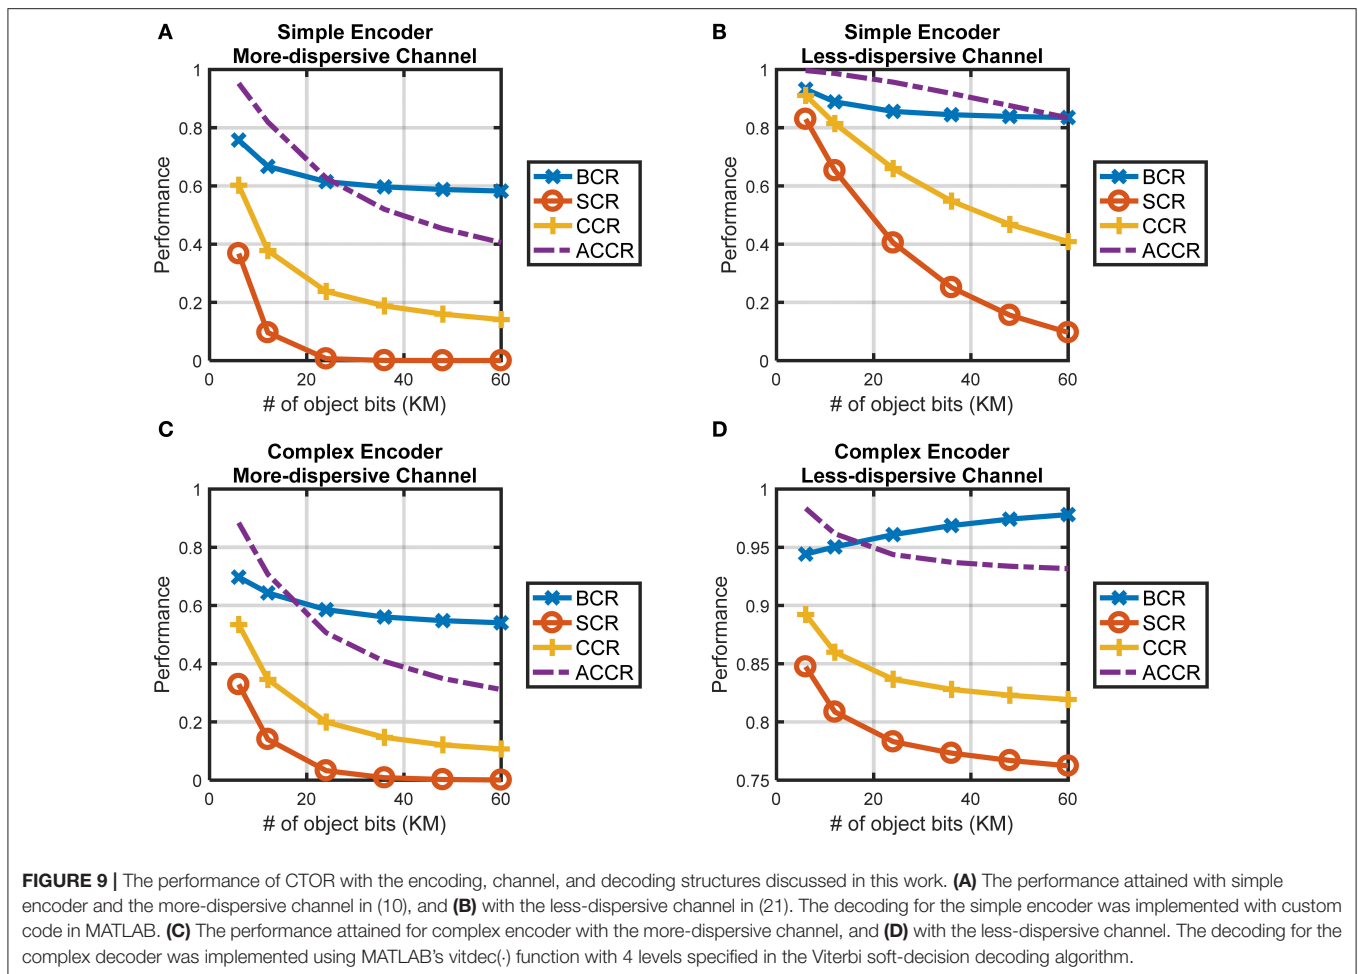 A
Simple Encoder
More-dispersive Channel
1
0.8
0.6
0.4
0.2
0
Performance
0
20
40
60
# of object bits (KM)
BCR
SCR
CCR
ACCR
B
Simple Encoder
Less-dispersive Channel
1
0.8
0.6
0.4
0.2
0
Performance
0
20
40
60
# of object bits (KM)
BCR
SCR
CCR
ACCR
C
Complex Encoder
More-dispersive Channel
1
0.8
0.6
0.4
0.2
0
Performance
0
20
40
60
# of object bits (KM)
BCR
SCR
CCR
ACCR
D
Complex Encoder
Less-dispersive Channel
1
0.95
0.9
0.85
0.8
0.75
Performance
0
20
40
60
# of object bits (KM)
BCR
SCR
CCR
ACCR
FIGURE 9 | The performance of CTOR with the encoding, channel, and decoding structures discussed in this work. (A) The performance attained with simple
encoder and the more-dispersive channel in (10), and (B) with the less-dispersive channel in (21). The decoding for the simple encoder was implemented with custom
code in MATLAB. (C) The performance attained for complex encoder with the more-dispersive channel, and (D) with the less-dispersive channel. The decoding for the
complex decoder was implemented using MATLAB's vitdec(·) function with 4 levels specified in the Viterbi soft-decision decoding algorithm.